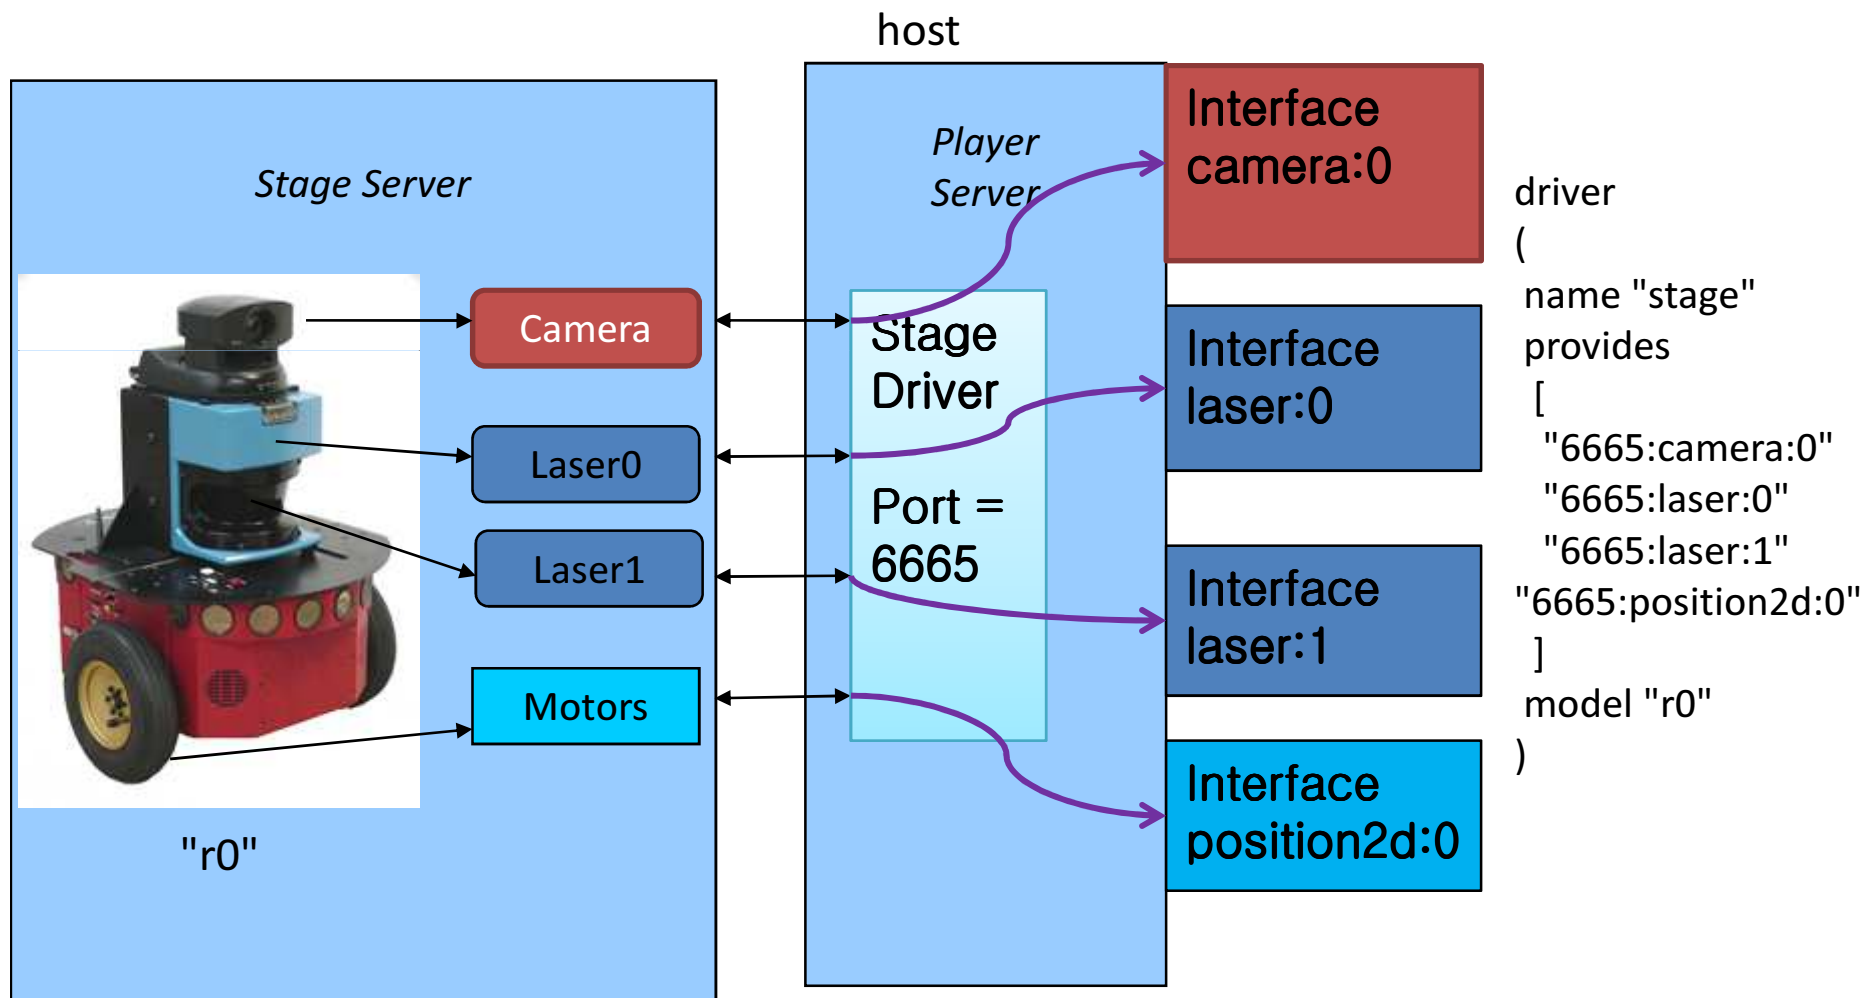 host
Stage Server
Camera
Laser0
Laser1
Motors
"r0"
Player
Server
Stage
Driver
Port =
6665
Interface
camera:0
Interface
laser:0
Interface
laser:1
Interface
position2d:0
driver
(
name "stage"
provides
[
"6665:camera:0"
"6665:laser:0"
"6665:laser:1"
"6665:position2d:0"
]
model "r0"
)